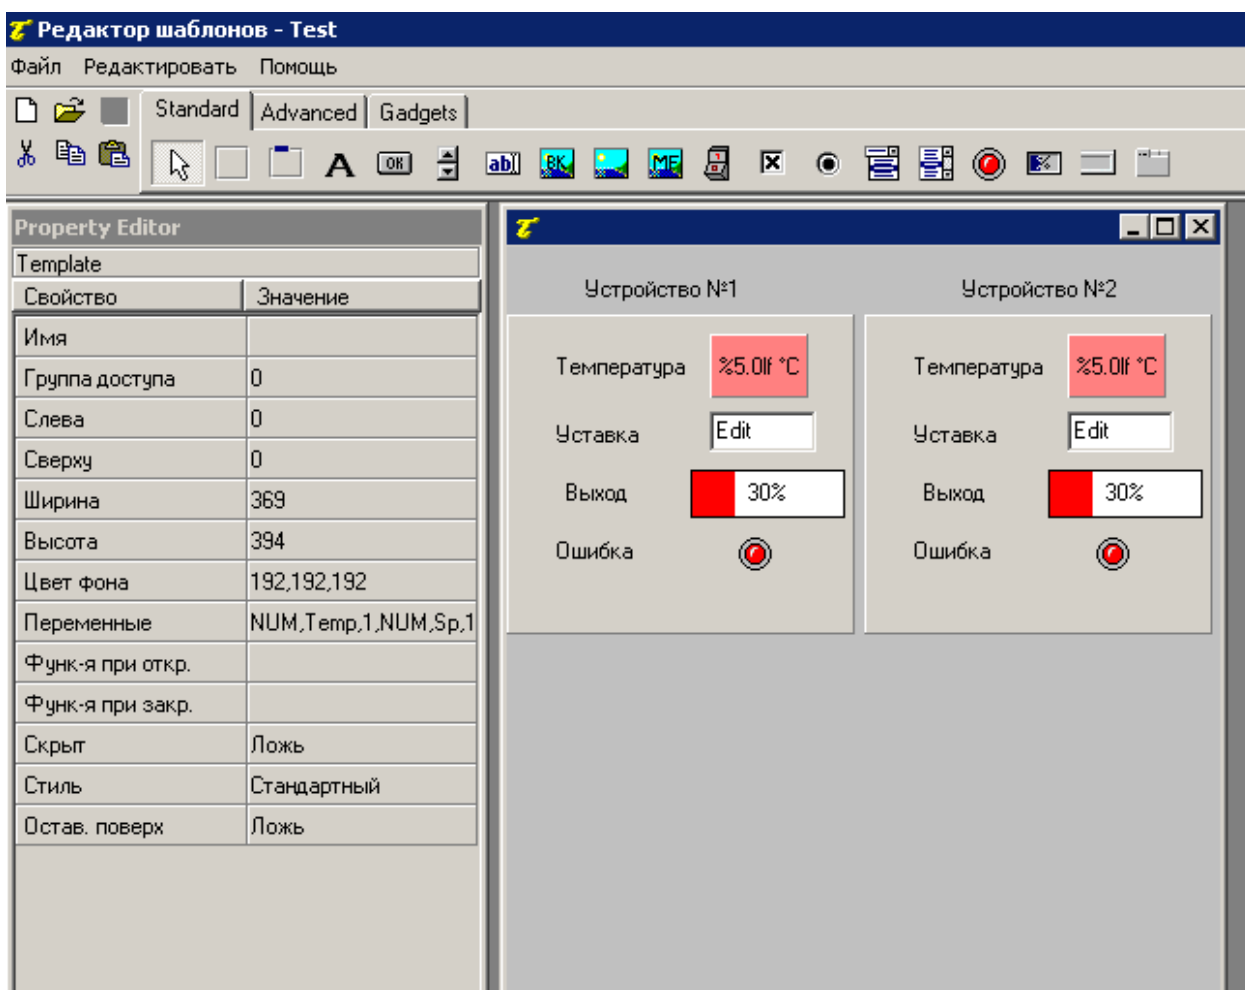 Редактор шаблонов - Test
Файл Редактировать Помощь
Standard Advanced Gadgets
A OK ab BK MF %
Property Editor
Template
Свойство Значение
Имя
Группа доступа 0
Слева 0
Сверху 0
Ширина 369
Высота 394
Цвет фона 192,192,192
Переменные NUM,Temp,1,NUM,Sp,1
Функ-я при откр.
Функ-я при закр.
Скрыт Ложь
Стиль Стандартный
Остав. поверх Ложь
Устройство №1 Устройство №2
Температура %5.0lf °C Температура %5.0lf °C
Уставка Edit Уставка Edit
Выход 30% Выход 30%
Ошибка Ошибка